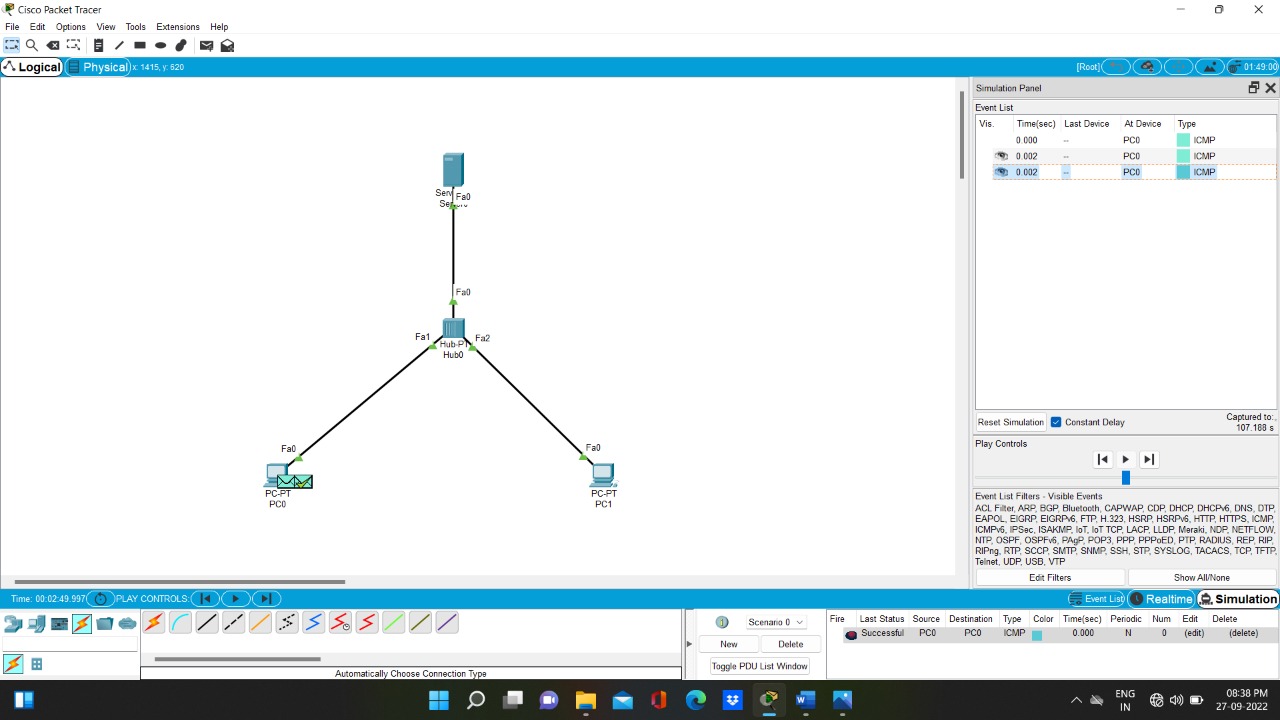 Cisco Packet Tracer
File Edit Options View Tools Extensions Help
Logical Physical x: 1415, y: 620 [Root] 01:49:00
Simulation Panel
Event List
Vis. Time(sec) Last Device At Device Type
0.000 -- PC0 ICMP
0.002 -- PC0 ICMP
0.002 -- PC0 ICMP
Fa0
Fa0
Fa1 Fa2
Hub-PT
Hub0
Fa0 Fa0
PC-PT PC-PT
PC0 PC1
Reset Simulation Constant Delay Captured to:
107.188 s
Play Controls
Event List Filters - Visible Events
ACL Filter, ARP, BGP, Bluetooth, CAPWAP, CDP, DHCP, DHCPv6, DNS, DTP,
EAPOL, EIGRP, EIGRPv6, FTP, H.323, HSRP, HSRPv6, HTTP, HTTPS, ICMP,
ICMPv6, IPSec, ISAKMP, IoT, IoT TCP, LACP, LLDP, Meraki, NDP, NETFLOW,
NTP, OSPF, OSPFv6, PAgP, POP3, PPP, PPPoED, PTP, RADIUS, REP, RIP,
RIPng, RTP, SCCP, SMTP, SNMP, SSH, STP, SYSLOG, TACACS, TCP, TFTP,
Telnet, UDP, USB, VTP
Edit Filters Show All/None
Time: 00:02:49.997 PLAY CONTROLS: Event List Realtime Simulation
Scenario 0
New Delete
Toggle PDU List Window
Fire Last Status Source Destination Type Color Time(sec) Periodic Num Edit Delete
Successful PC0 PC0 ICMP 0.000 N 0 (edit) (delete)
Automatically Choose Connection Type
ENG
IN
08:38 PM
27-09-2022